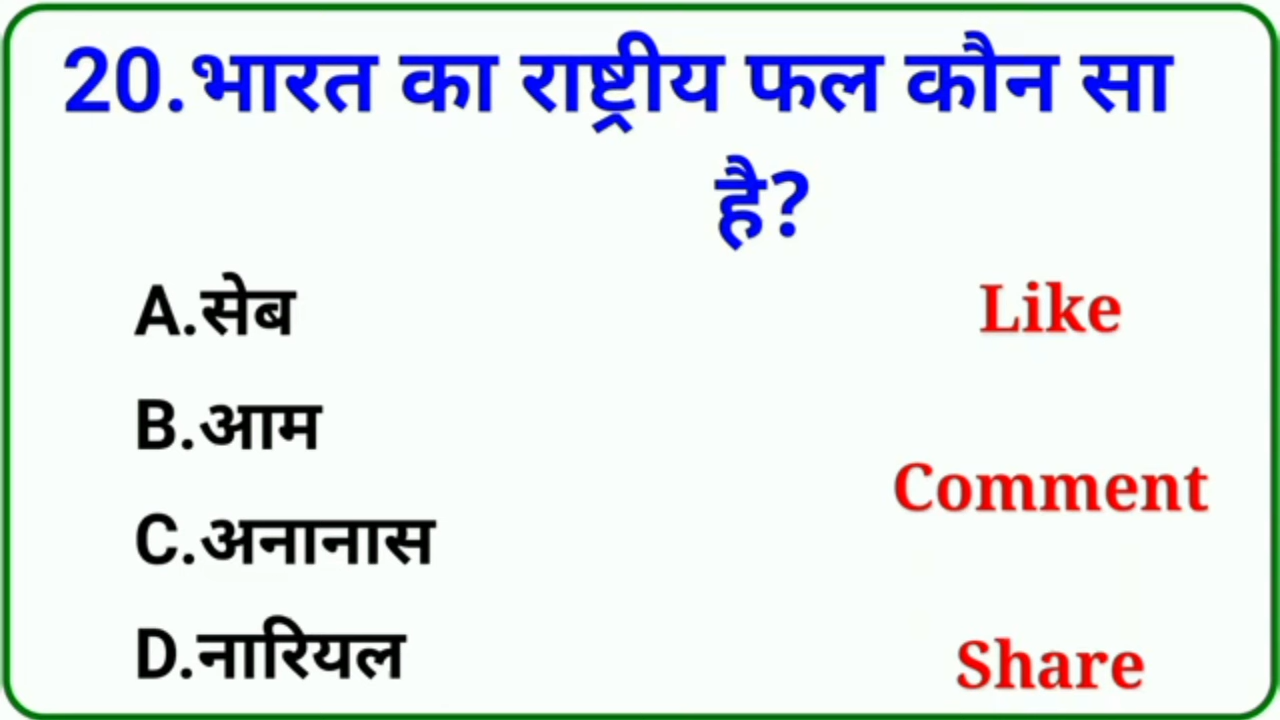 20.भारत का राष्ट्रीय फल कौन सा
है?
A.सेब
B.आम
C.अनानास
D.नारियल
Like
Comment
Share